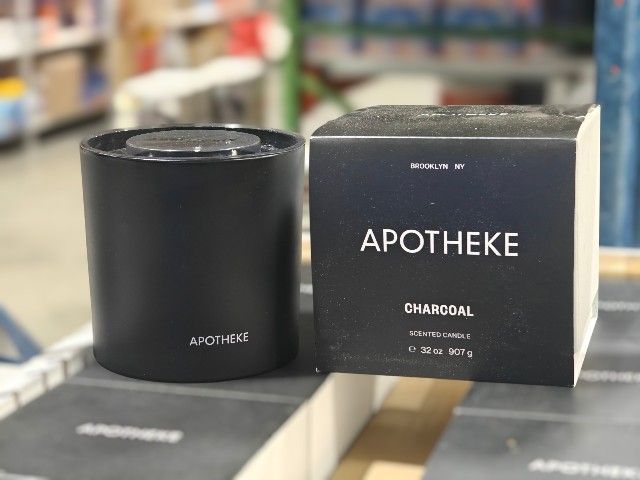 APOTHEKE
BROOKLYN NY
APOTHEKE
CHARCOAL
SCENTED CANDLE
℮ 32 oz 907 g
APOTHEKE
APOTHEKE